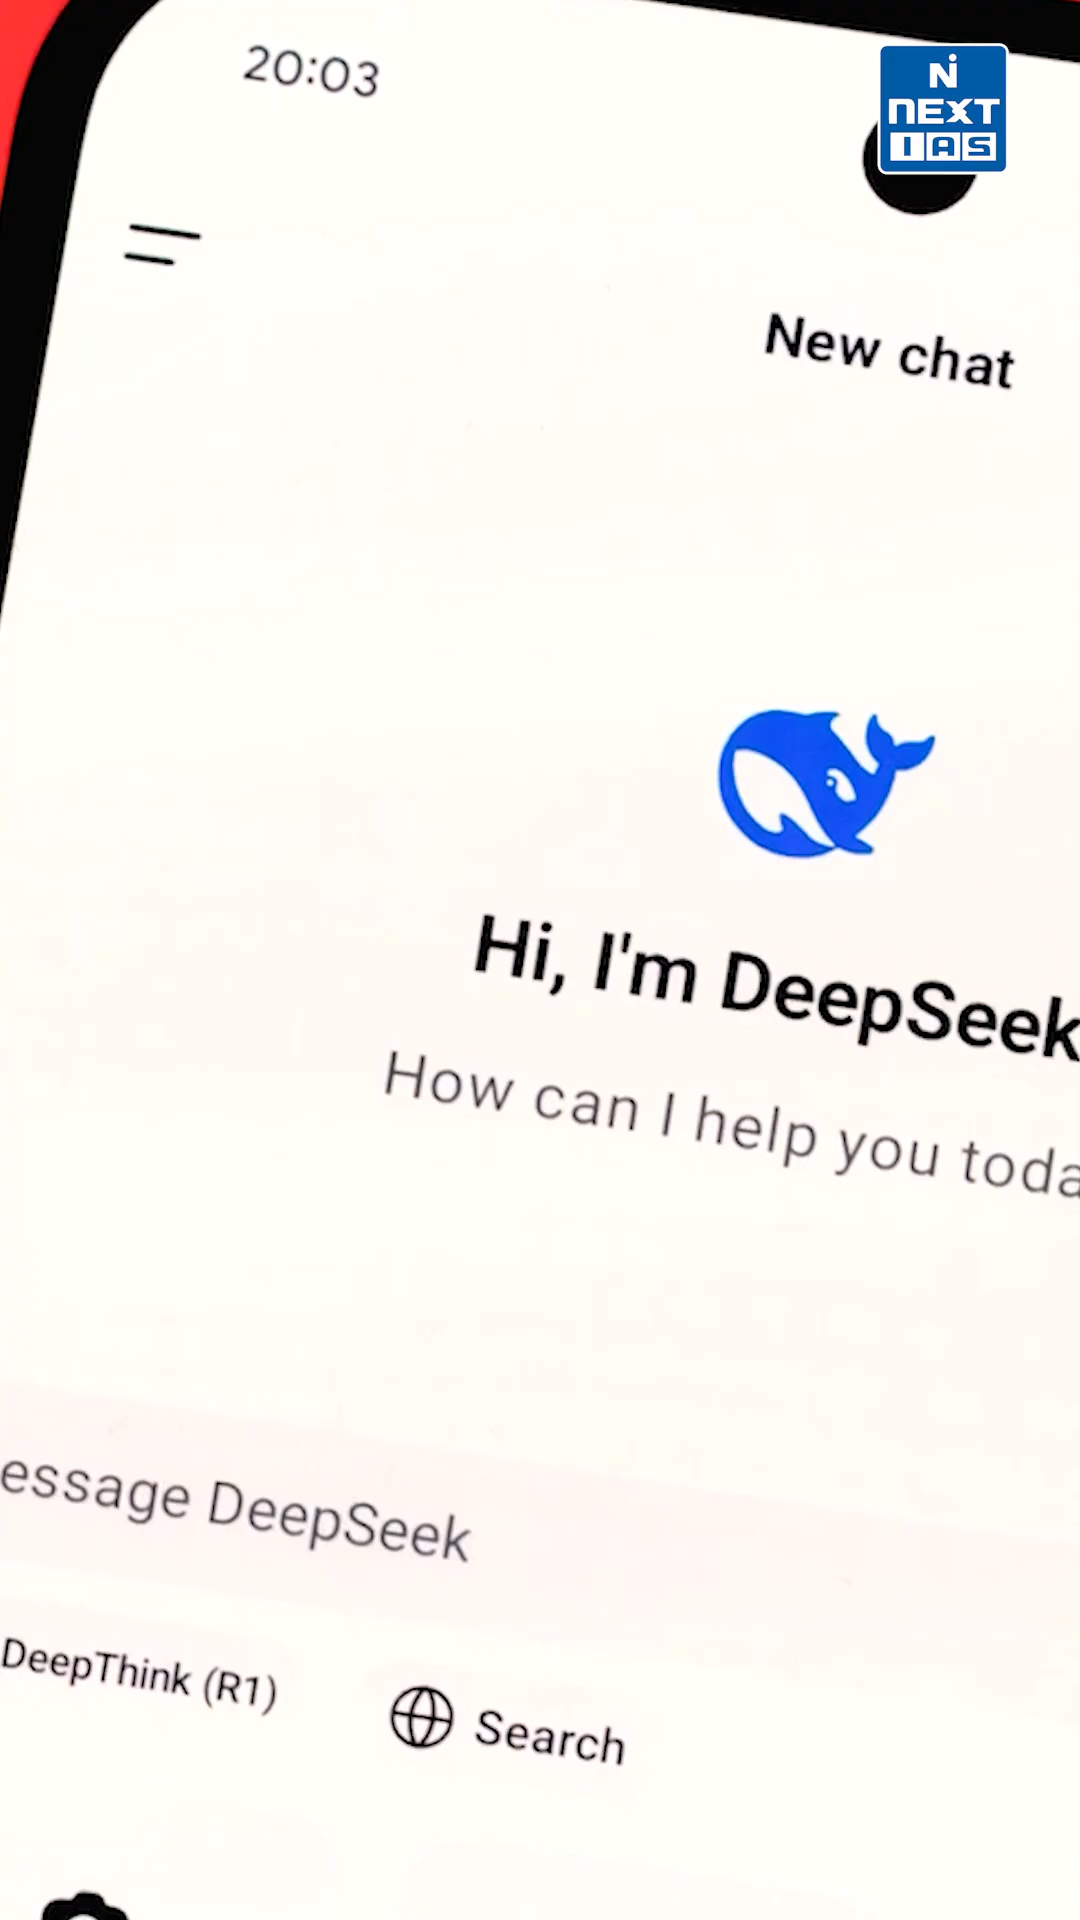 20:03
N
NEXT
IAS
New chat
Hi, I'm DeepSeek
How can I help you toda
essage DeepSeek
DeepThink (R1)
Search